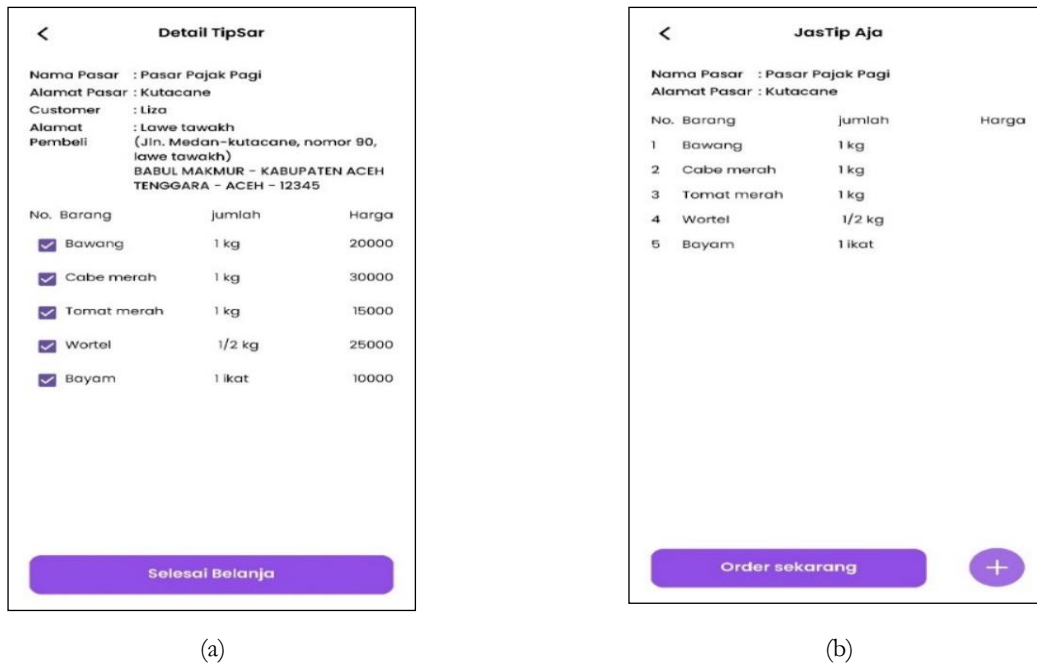 Detail TipSar
Nama Pasar : Pasar Pajak Pagi
Alamat Pasar : Kutacane
Customer : Liza
Alamat Pembeli : Lawe tawakh
(Jln. Medan-kutacane, nomor 90,
lawe tawakh)
BABUL MAKMUR - KABUPATEN ACEH
TENGGARA - ACEH - 12345
No. Barang jumlah Harga
Bawang 1 kg 20000
Cabe merah 1 kg 30000
Tomat merah 1 kg 15000
Wortel 1/2 kg 25000
Bayam 1 ikat 10000
Selesai Belanja
(a)
JasTip Aja
Nama Pasar : Pasar Pajak Pagi
Alamat Pasar : Kutacane
No. Barang jumlah Harga
1 Bawang 1 kg
2 Cabe merah 1 kg
3 Tomat merah 1 kg
4 Wortel 1/2 kg
5 Bayam 1 ikat
Order sekarang +
(b)